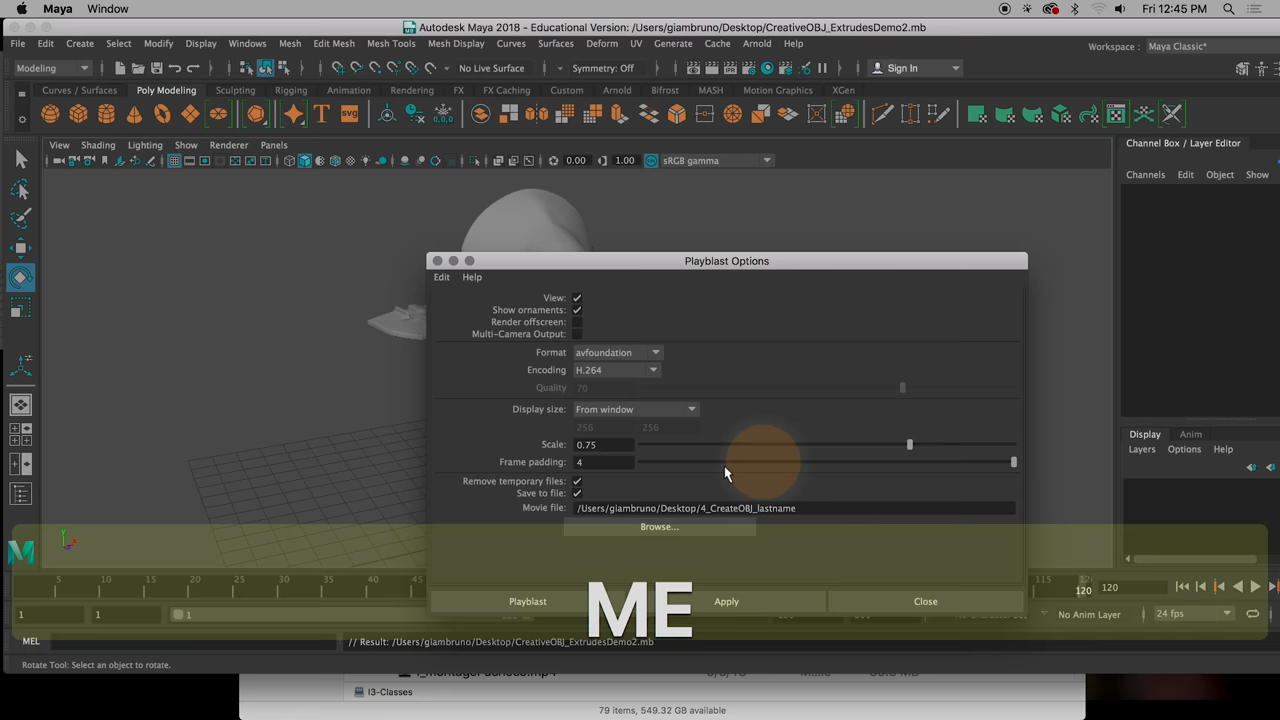 Maya Window Fri 12:45 PM
Autodesk Maya 2018 - Educational Version: /Users/giambruno/Desktop/CreativeOBJ_ExtrudesDemo2.mb
File Edit Create Select Modify Display Windows Mesh Edit Mesh Mesh Tools Mesh Display Curves Surfaces Deform UV Generate Cache Arnold Help Workspace : Maya Classic*
Modeling No Live Surface Symmetry: Off Sign In
Curves / Surfaces Poly Modeling Sculpting Rigging Animation Rendering FX FX Caching Custom Arnold Bifrost MASH Motion Graphics XGen
T SVG 0,0,0
View Shading Lighting Show Renderer Panels Channel Box / Layer Editor
0.00 1.00 sRGB gamma
Channels Edit Object Show
Playblast Options
Edit Help
View:
Show ornaments:
Render offscreen:
Multi-Camera Output:
Format avfoundation
Encoding H.264
Quality 70
Display size: From window
256 256
Scale: 0.75
Frame padding: 4
Remove temporary files:
Save to file:
Movie file: /Users/giambruno/Desktop/4_CreateOBJ_lastname
Browse...
Playblast Apply Close
Display Anim
Layers Options Help
Y
5 10 15 20 25 30 35 40 45 115 120
120 120
ME
1 1 1 120 No Anim Layer 24 fps
MEL // Result: /Users/giambruno/Desktop/CreativeOBJ_ExtrudesDemo2.mb
Rotate Tool: Select an object to rotate.
I3-Classes
79 items, 549.32 GB available